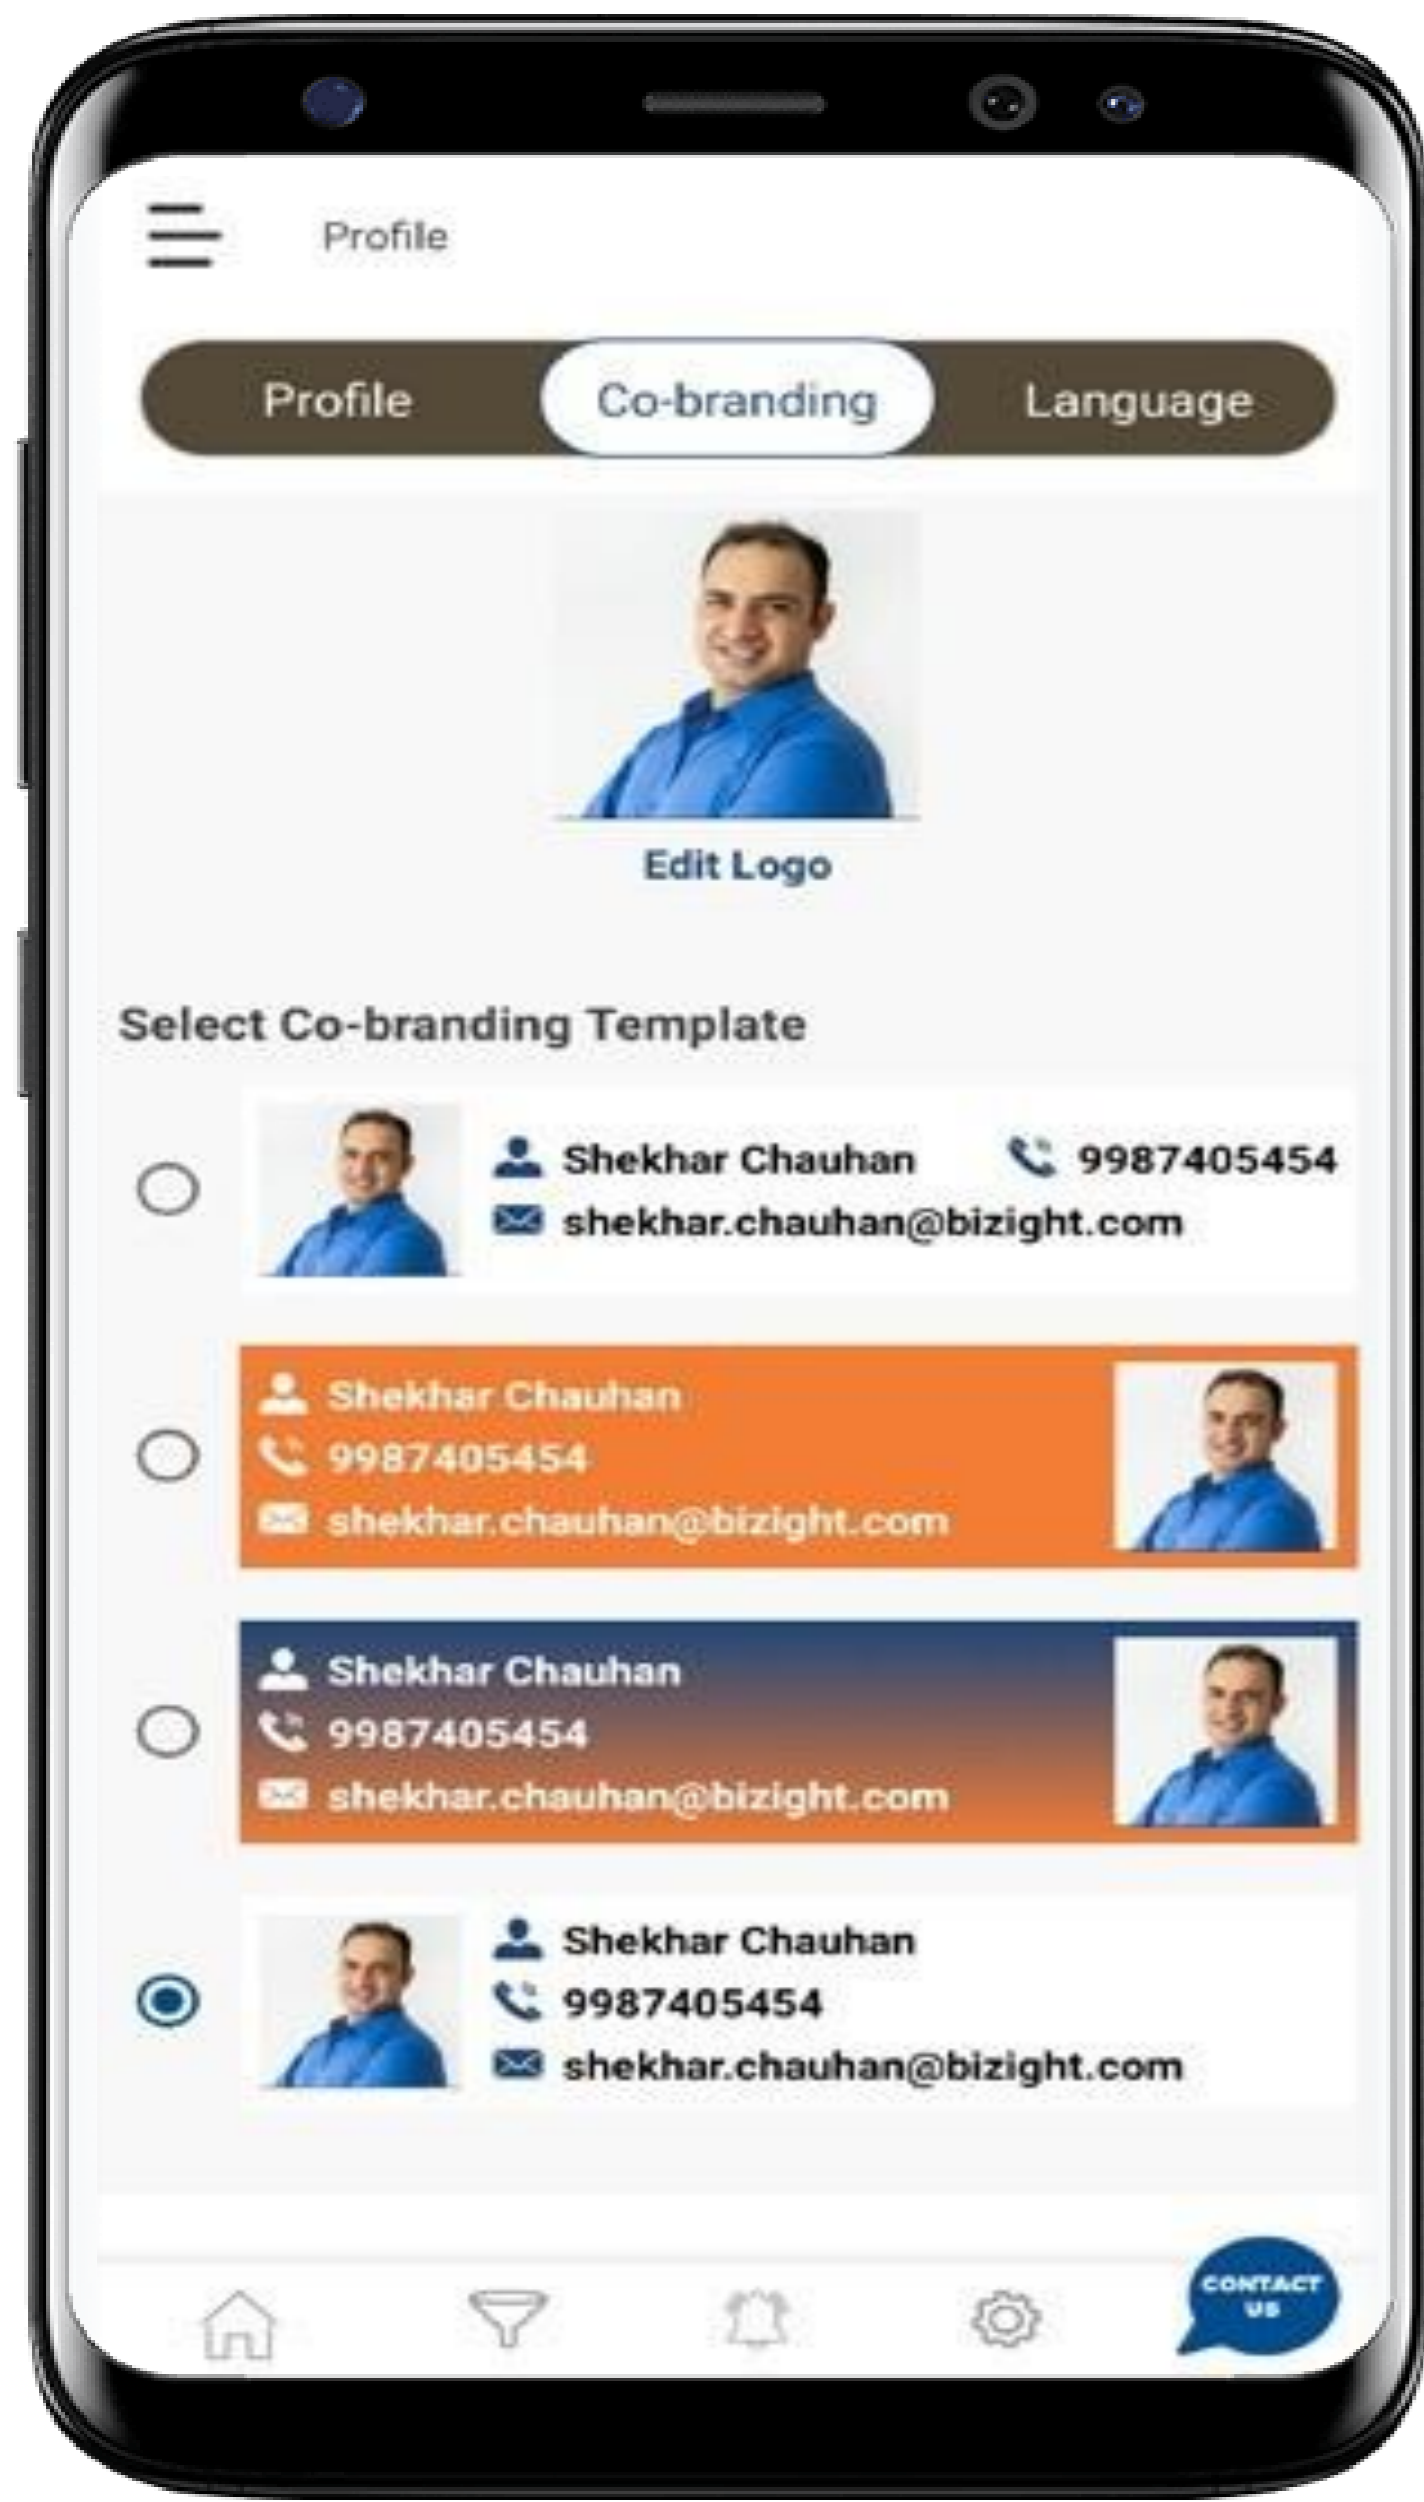 Profile
Profile Co-branding Language
Edit Logo
Select Co-branding Template
Shekhar Chauhan 9987405454
shekhar.chauhan@bizight.com
Shekhar Chauhan
9987405454
shekhar.chauhan@bizight.com
Shekhar Chauhan
9987405454
shekhar.chauhan@bizight.com
Shekhar Chauhan
9987405454
shekhar.chauhan@bizight.com
CONTACT
US